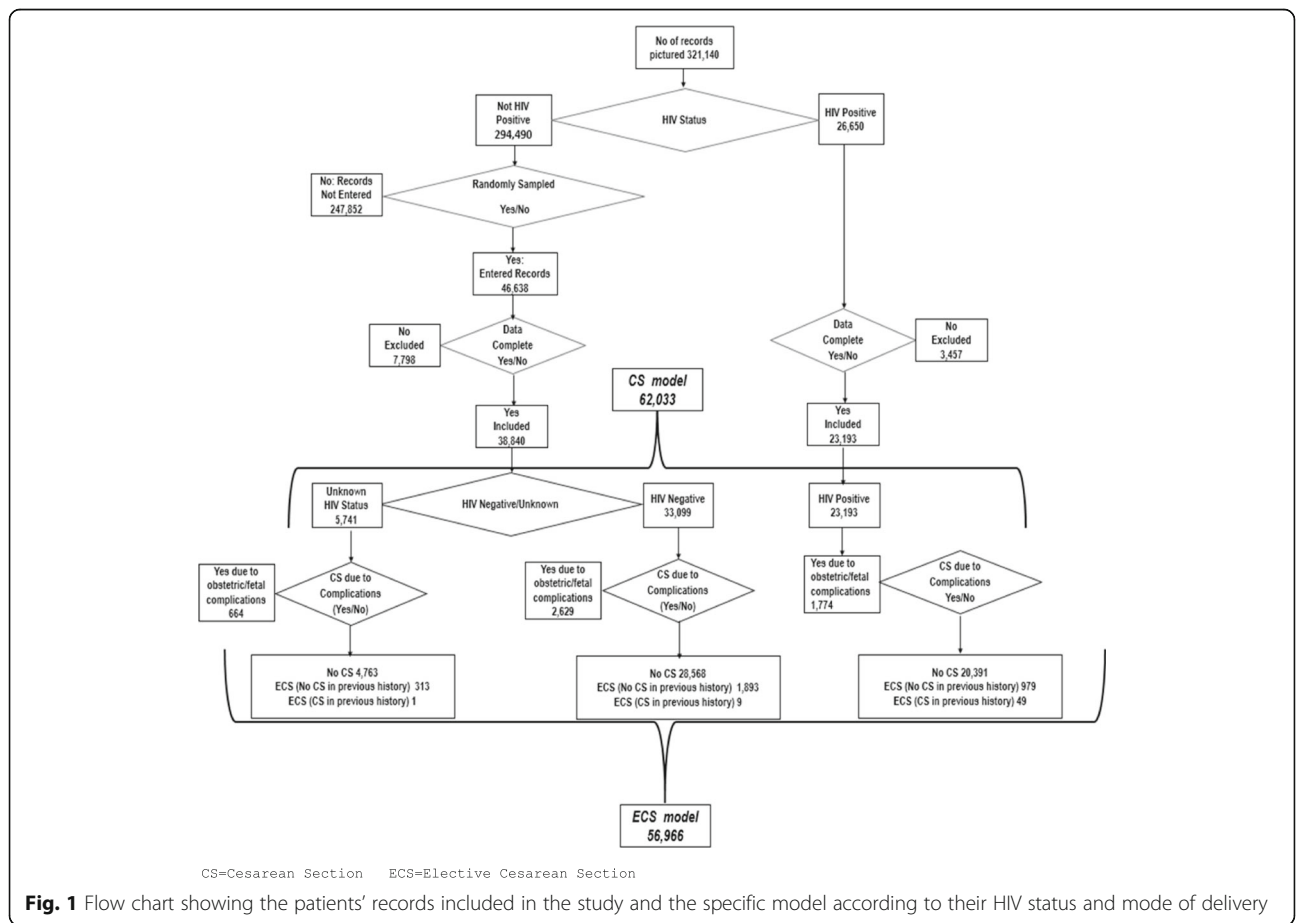 No of records
pictured 321,140
HIV Status
Not HIV
Positive
294,490
HIV Positive
26,650
Randomly Sampled
Yes/No
No: Records
Not Entered
247,852
Yes:
Entered Records
46,638
Data
Complete
Yes/No
No
Excluded
7,798
Data
Complete
Yes/No
No
Excluded
3,457
CS model
62,033
Yes
Included
38,840
Yes
Included
23,193
Unknown
HIV Status
5,741
HIV Negative/Unknown
HIV Negative
33,099
HIV Positive
23,193
Yes due to
obstetric/fetal
complications
664
CS due to
Complications
(Yes/No)
Yes due to
obstetric/fetal
complications
2,629
CS due to
Complications
(Yes/No)
Yes due to
obstetric/fetal
complications
1,774
CS due to
Complications
Yes/No
No CS 4,763
ECS (No CS in previous history) 313
ECS (CS in previous history) 1
No CS 28,568
ECS (No CS in previous history) 1,893
ECS (CS in previous history) 9
No CS 20,391
ECS (No CS in previous history) 979
ECS (CS in previous history) 49
ECS model
56,966
CS=Cesarean Section ECS=Elective Cesarean Section
Fig. 1 Flow chart showing the patients' records included in the study and the specific model according to their HIV status and mode of delivery